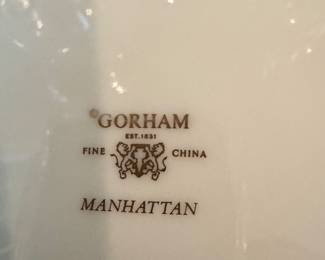 ©GORHAM
EST. 1831
FINE CHINA
MANHATTAN